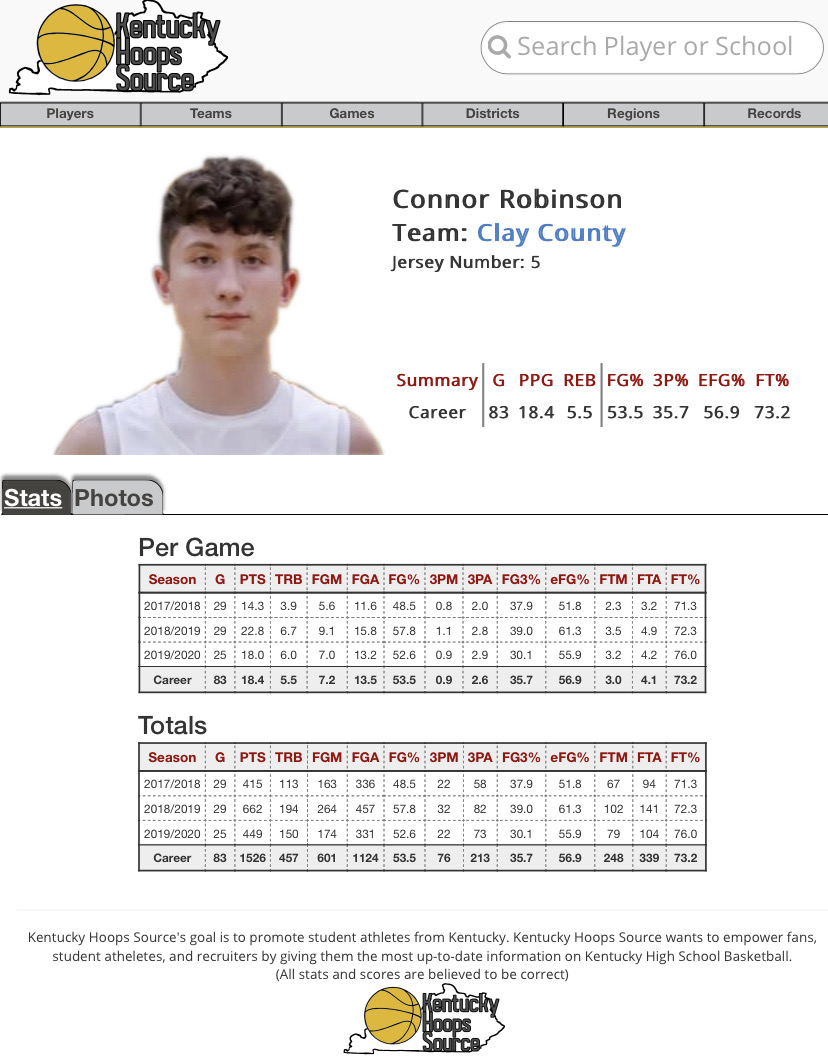 Kentucky
Hoops
Source
Search Player or School
Players Teams Games Districts Regions Records
Connor Robinson
Team: Clay County
Jersey Number: 5
Summary G PPG REB FG% 3P% EFG% FT%
Career 83 18.4 5.5 53.5 35.7 56.9 73.2
Stats Photos
Per Game
Season G PTS TRB FGM FGA FG% 3PM 3PA FG3% eFG% FTM FTA FT%
2017/2018 29 14.3 3.9 5.6 11.6 48.5 0.8 2.0 37.9 51.8 2.3 3.2 71.3
2018/2019 29 22.8 6.7 9.1 15.8 57.8 1.1 2.8 39.0 61.3 3.5 4.9 72.3
2019/2020 25 18.0 6.0 7.0 13.2 52.6 0.9 2.9 30.1 55.9 3.2 4.2 76.0
Career 83 18.4 5.5 7.2 13.5 53.5 0.9 2.6 35.7 56.9 3.0 4.1 73.2
Totals
Season G PTS TRB FGM FGA FG% 3PM 3PA FG3% eFG% FTM FTA FT%
2017/2018 29 415 113 163 336 48.5 22 58 37.9 51.8 67 94 71.3
2018/2019 29 662 194 264 457 57.8 32 82 39.0 61.3 102 141 72.3
2019/2020 25 449 150 174 331 52.6 22 73 30.1 55.9 79 104 76.0
Career 83 1526 457 601 1124 53.5 76 213 35.7 56.9 248 339 73.2
Kentucky Hoops Source's goal is to promote student athletes from Kentucky. Kentucky Hoops Source wants to empower fans,
student atheletes, and recruiters by giving them the most up-to-date information on Kentucky High School Basketball.
(All stats and scores are believed to be correct)
Kentucky
Hoops
Source